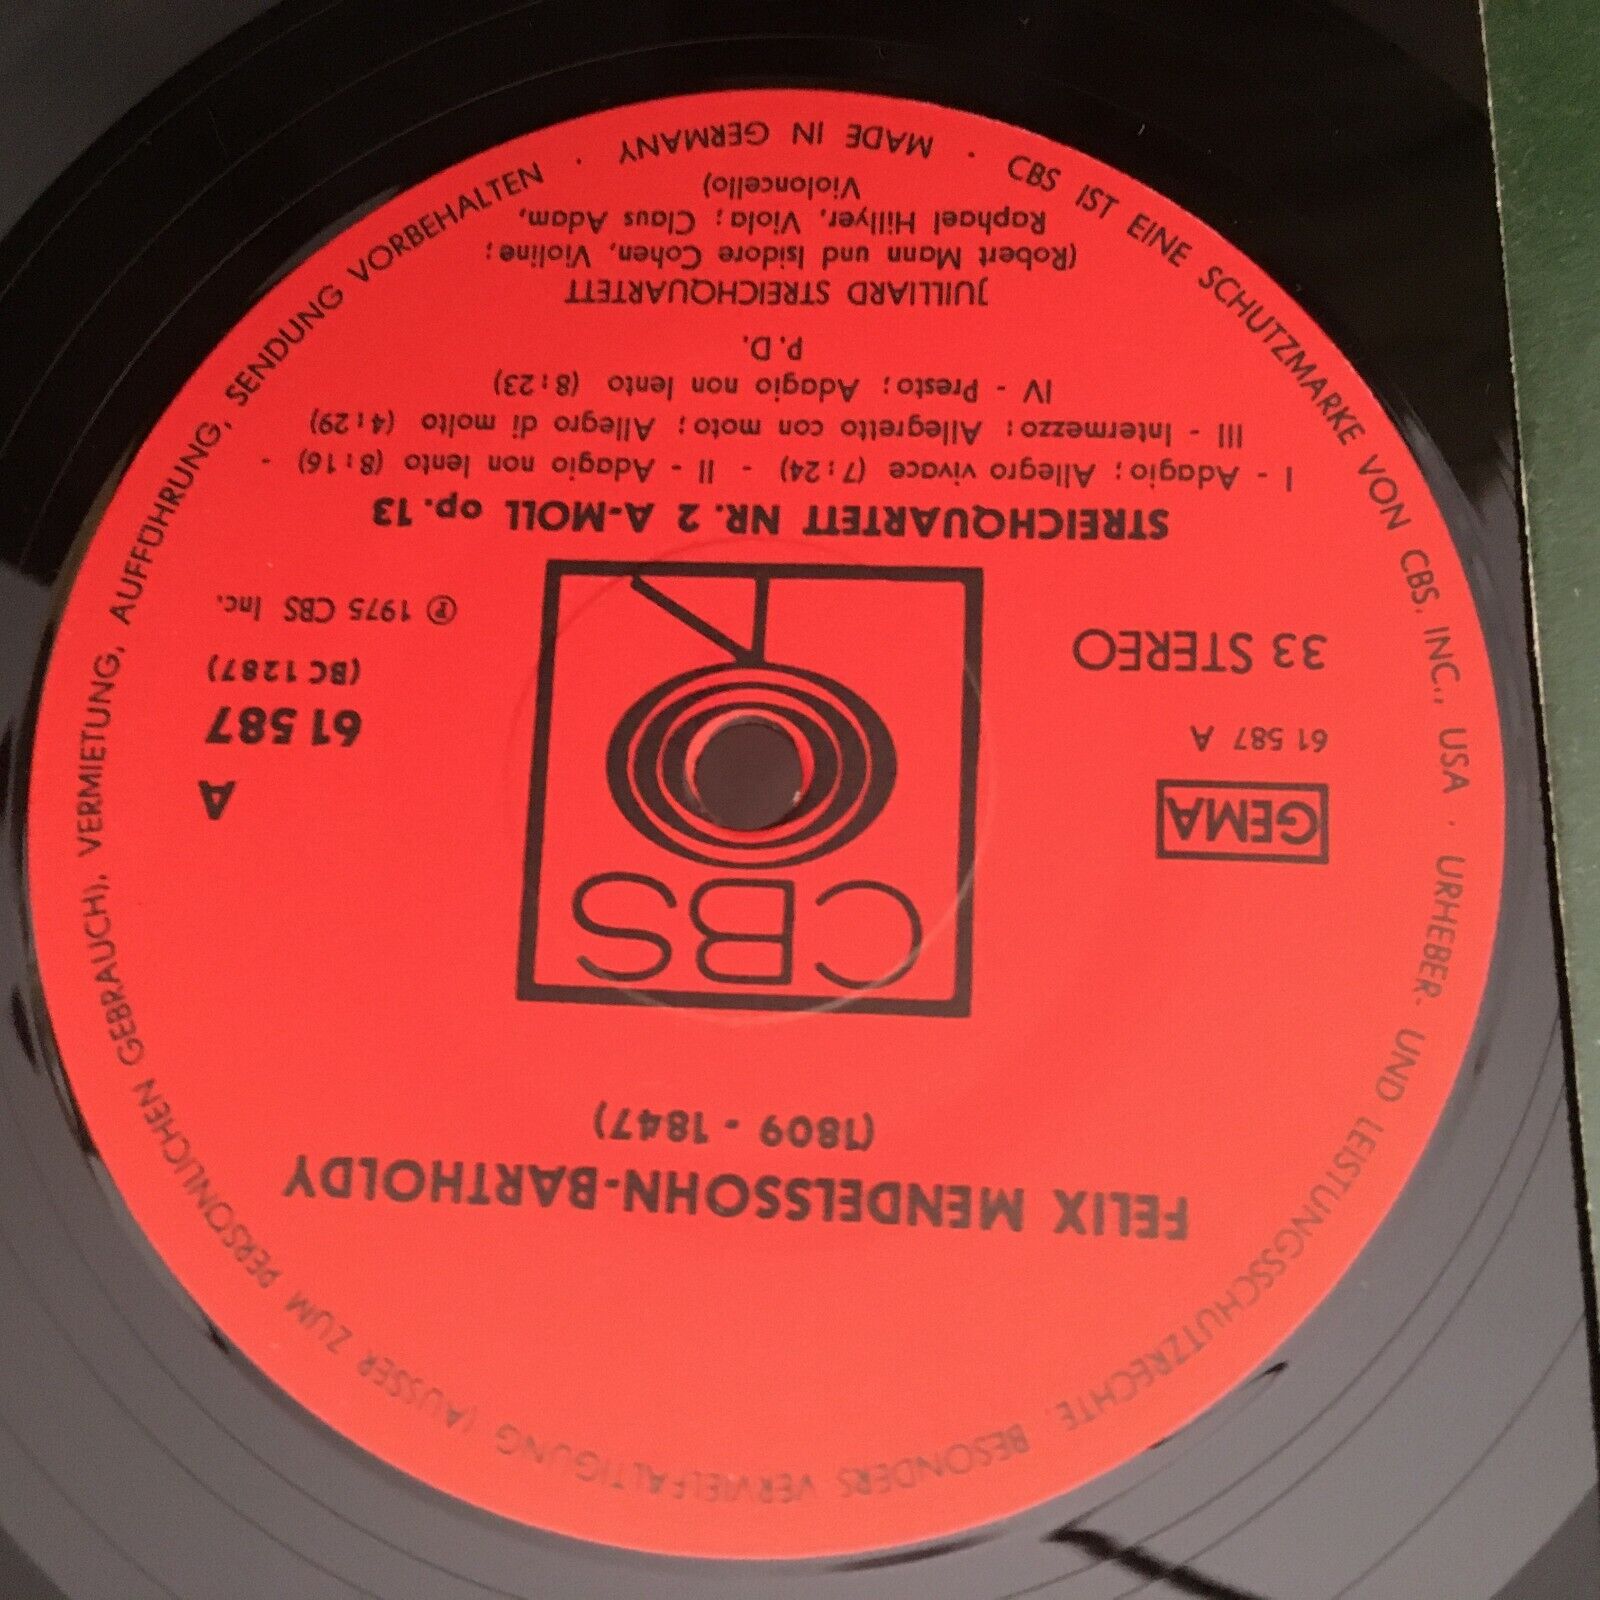 FELIX MENDELSSOHN-BARTHOLDY
(1809 - 1847)
CBS
GEMA
61 587 A
33 STEREO
A
61 587
(BC 1287)
℗ 1975 CBS Inc.
STREICHQUARTETT NR. 2 A-MOLL op. 13
I - Adagio; Allegro vivace (7:24) - II - Adagio non lento (8:16) -
III - Intermezzo: Allegretto con moto; Allegro di molto (4:29)
IV - Presto; Adagio non lento (8:23)
P. D.
JUILLIARD STREICHQUARTETT
(Robert Mann und Isidore Cohen, Violine;
Raphael Hillyer, Viola; Claus Adam,
Violoncello)
CBS IST EINE SCHUTZMARKE VON CBS. INC., USA · URHEBER- UND LEISTUNGSSCHUTZRECHTE, BESONDERS VERVIELFÄLTIGUNG (AUSSER ZUM PERSÖNLICHEN GEBRAUCH), VERMIETUNG, AUFFÜHRUNG, SENDUNG VORBEHALTEN · MADE IN GERMANY ·